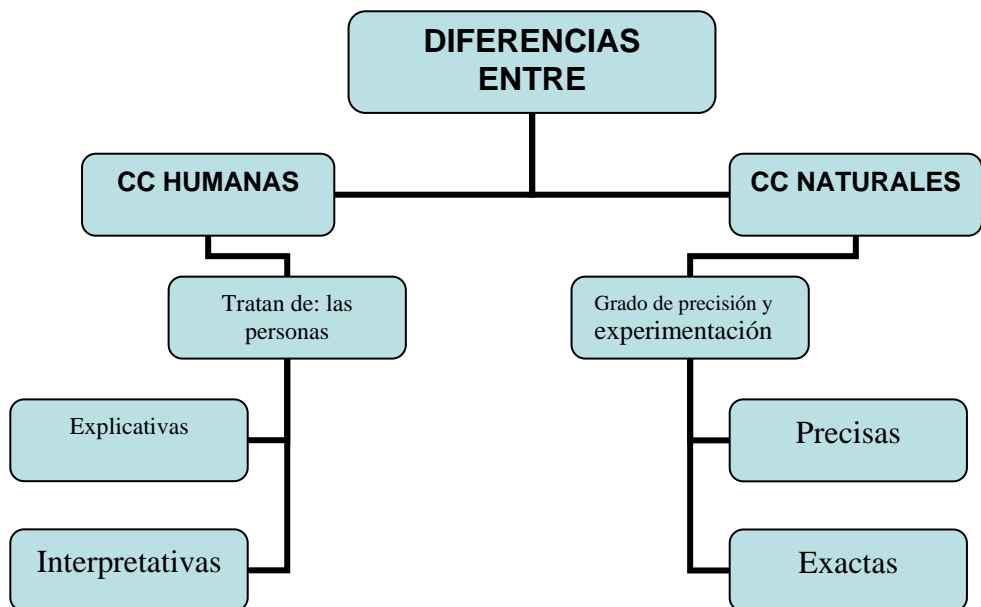 DIFERENCIAS
ENTRE
CC HUMANAS
CC NATURALES
Tratan de: las
personas
Grado de precisión y
experimentación
Explicativas
Precisas
Interpretativas
Exactas